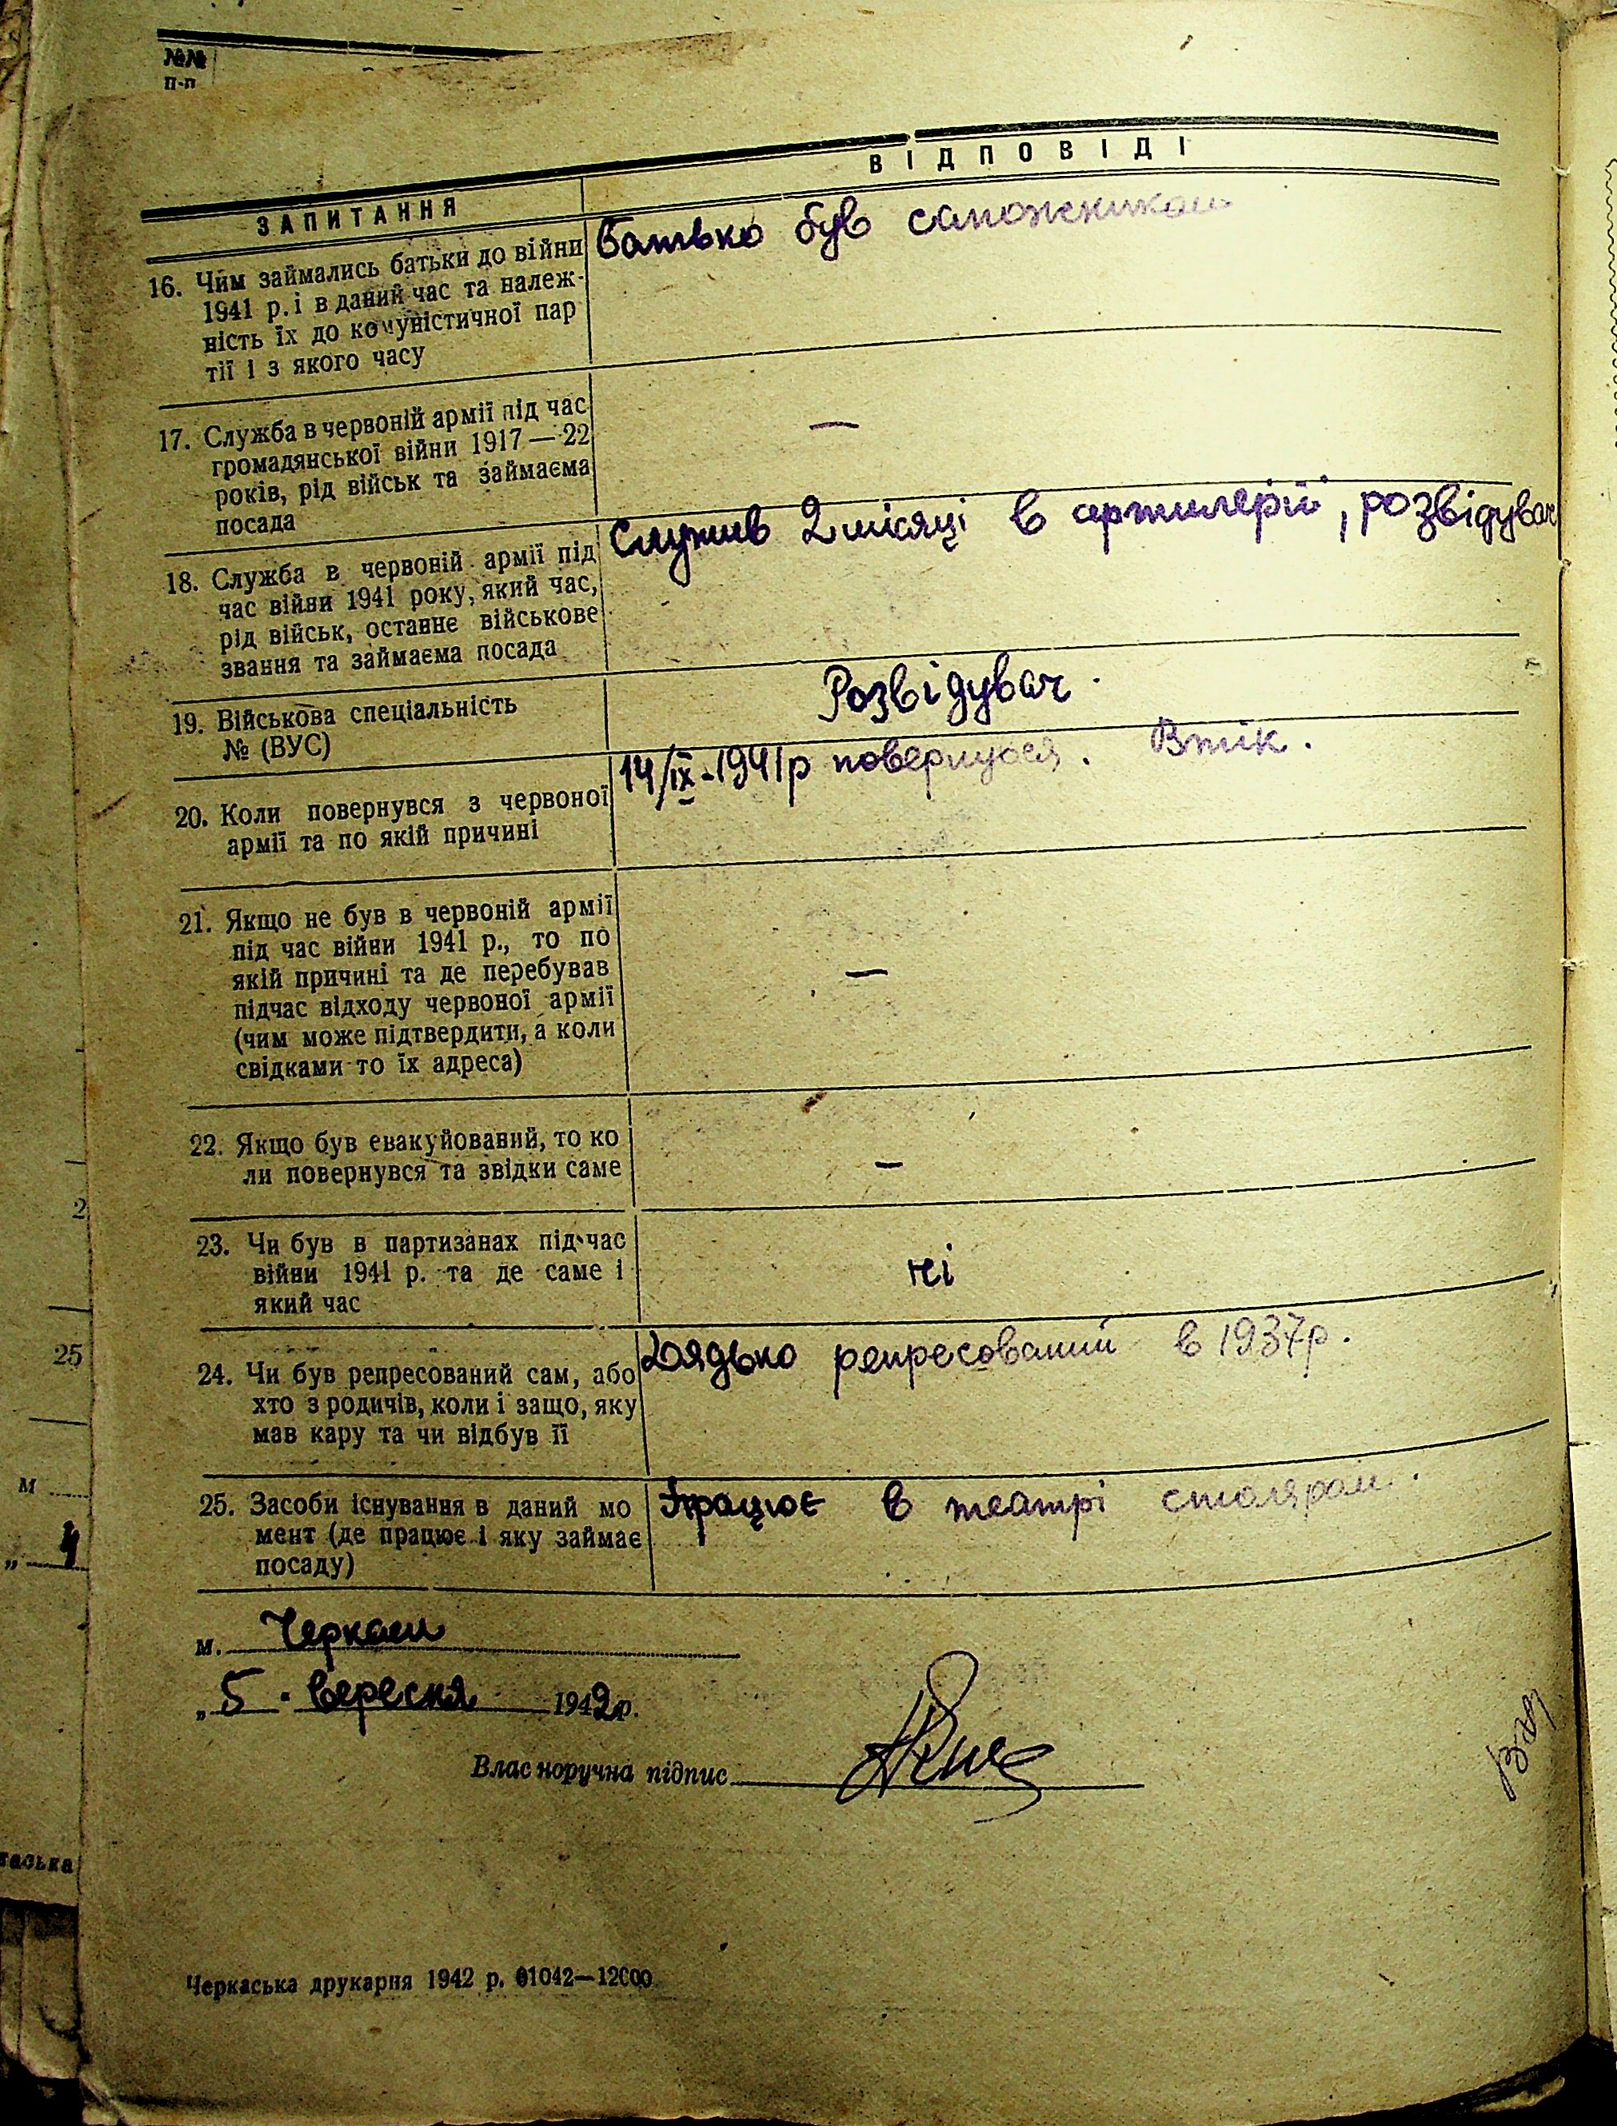 №№
п-п
ВІДПОВІДІ
ЗАПИТАННЯ
16. Чим займались батьки до війни
1941 р. і в даний час та належ-
ність їх до комуністичної пар
тії і з якого часу
Батько був сапожником
17. Служба в червоній армії під час
громадянської війни 1917—22
років, рід військ та займаєма
посада
—
18. Служба в червоній армії під
час війни 1941 року, який час,
рід військ, останнє військове
звання та займаєма посада
Служив 2 місяці в артилерії, розвідувач
19. Військова спеціальність
№ (ВУС)
Розвідувач.
20. Коли повернувся з червоної
армії та по якій причині
14/IX-1941р повернувся. Втік.
21. Якщо не був в червоній армії
під час війни 1941 р., то по
якій причині та де перебував
підчас відходу червоної армії
(чим може підтвердити, а коли
свідками то їх адреса)
—
22. Якщо був евакуйований, то ко
ли повернувся та звідки саме
—
23. Чи був в партизанах під час
війни 1941 р. та де саме і
який час
ні
24. Чи був репресований сам, або
хто з родичів, коли і защо, яку
мав кару та чи відбув її
Дядько репресований в 1937р.
25. Засоби існування в даний мо
мент (де працює і яку займає
посаду)
Працює в театрі столяром.
м. Черкаси
„5. вересня 1942р.
Влас норучна підпис
Черкаська друкарня 1942 р. 01042—12000
2
25
м
„ 4